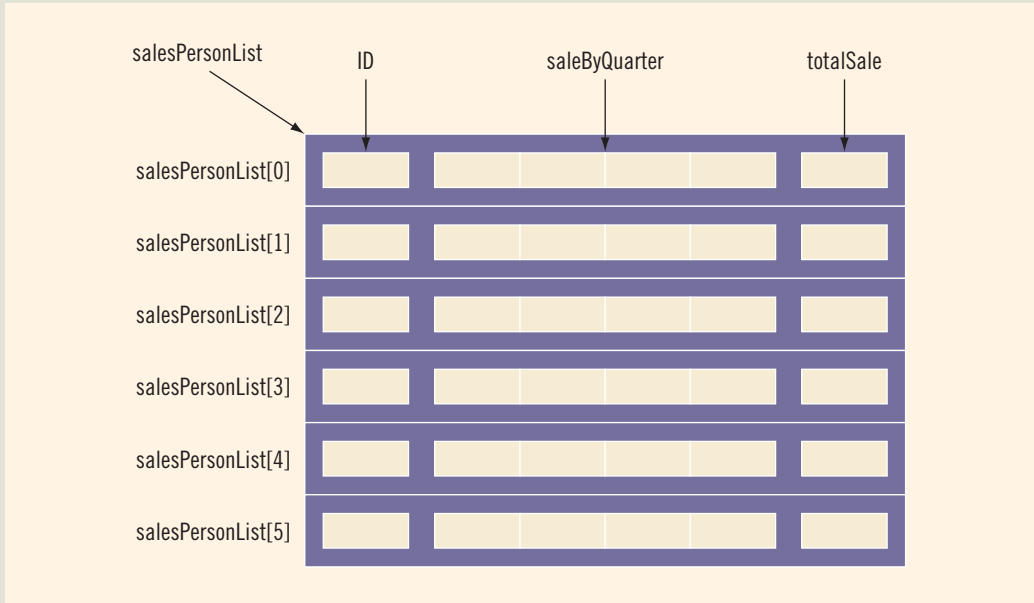 salesPersonList
ID
saleByQuarter
totalSale
salesPersonList[0]
salesPersonList[1]
salesPersonList[2]
salesPersonList[3]
salesPersonList[4]
salesPersonList[5]